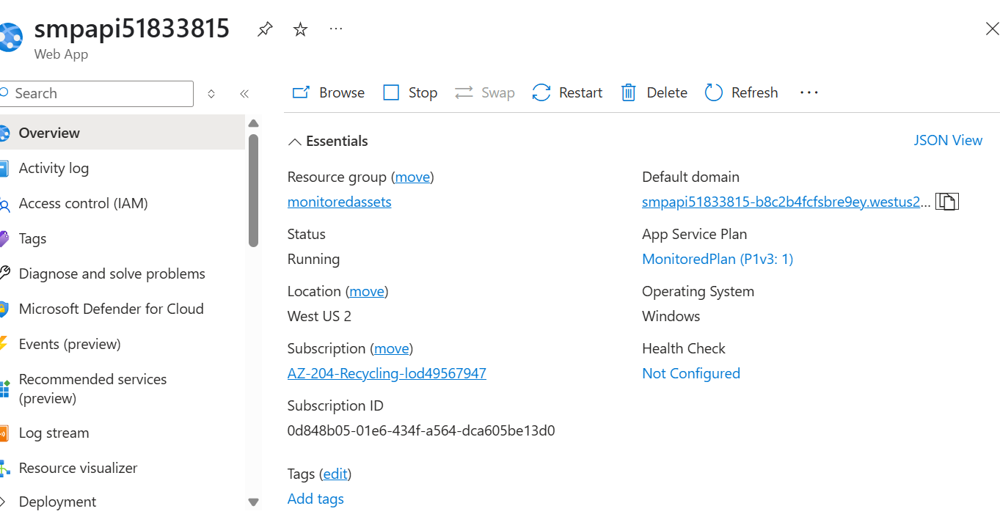 smpapi51833815
Web App
Search
Overview
Activity log
Access control (IAM)
Tags
Diagnose and solve problems
Microsoft Defender for Cloud
Events (preview)
Recommended services
(preview)
Log stream
Resource visualizer
Deployment
Browse
Stop
Swap
Restart
Delete
Refresh
Essentials
JSON View
Resource group (move)
monitoredassets
Status
Running
Location (move)
West US 2
Subscription (move)
AZ-204-Recycling-lod49567947
Subscription ID
0d848b05-01e6-434f-a564-dca605be13d0
Tags (edit)
Add tags
Default domain
smpapi51833815-b8c2b4fcfsbre9ey.westus2...
App Service Plan
MonitoredPlan (P1v3: 1)
Operating System
Windows
Health Check
Not Configured